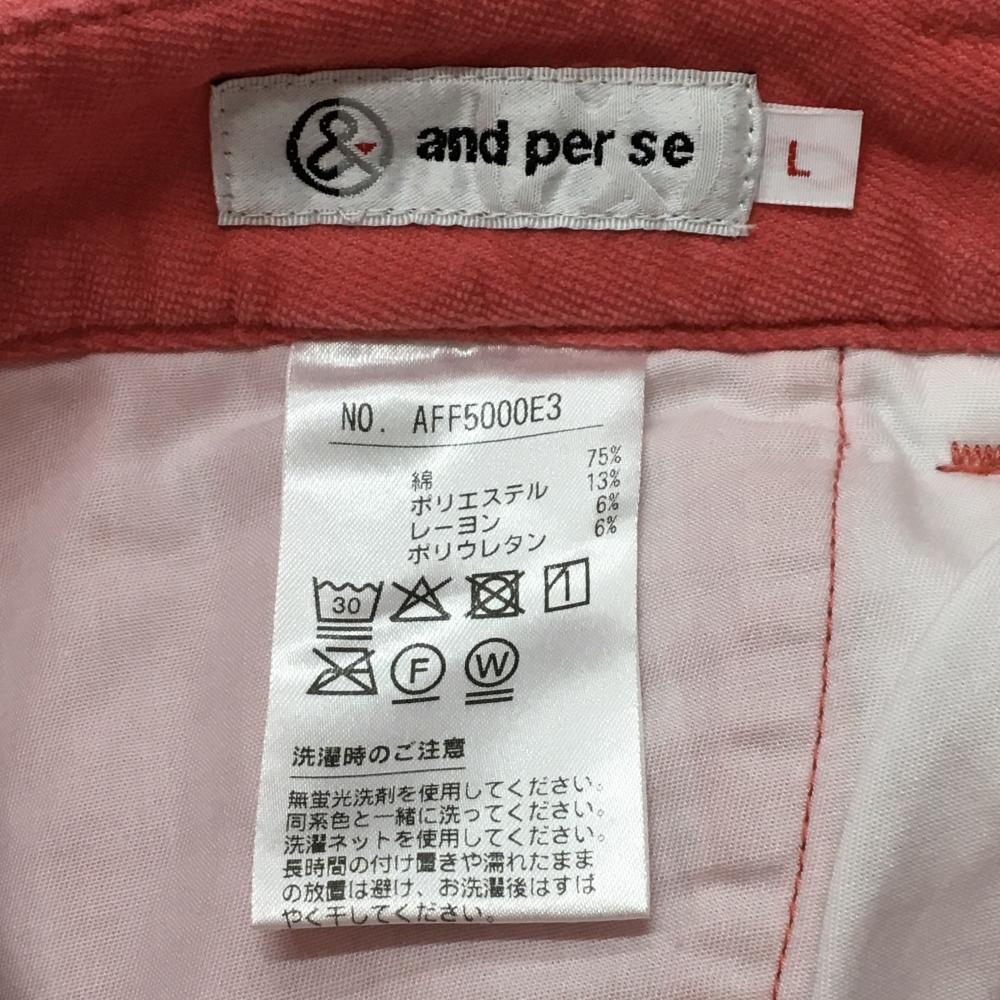 & and per se
L
NO. AFF5000E3
綿 75%
ポリエステル 13%
レーヨン 6%
ポリウレタン 6%
30
F W
洗濯時のご注意
無蛍光洗剤を使用してください。
同系色と一緒に洗ってください。
洗濯ネットを使用してください。
長時間の付け置きや濡れたまま
の放置は避け、お洗濯後はすば
やく干してください。